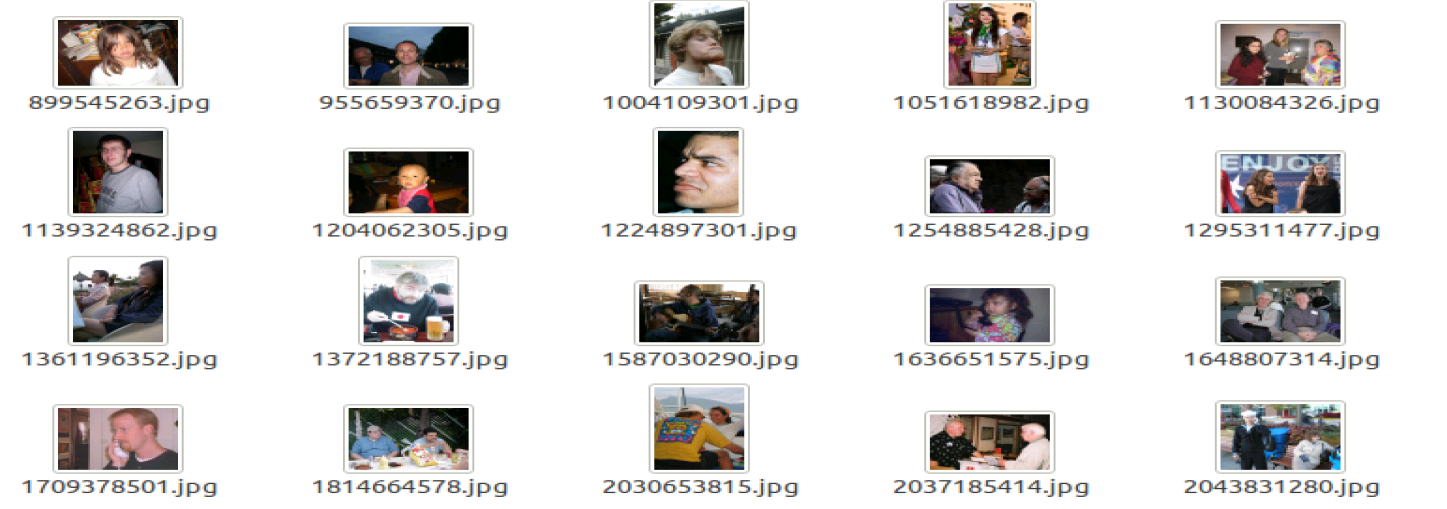 899545263.jpg 955659370.jpg 1004109301.jpg 1051618982.jpg 1130084326.jpg
ENJOY
1139324862.jpg 1204062305.jpg 1224897301.jpg 1254885428.jpg 1295311477.jpg
1361196352.jpg 1372188757.jpg 1587030290.jpg 1636651575.jpg 1648807314.jpg
1709378501.jpg 1814664578.jpg 2030653815.jpg 2037185414.jpg 2043831280.jpg